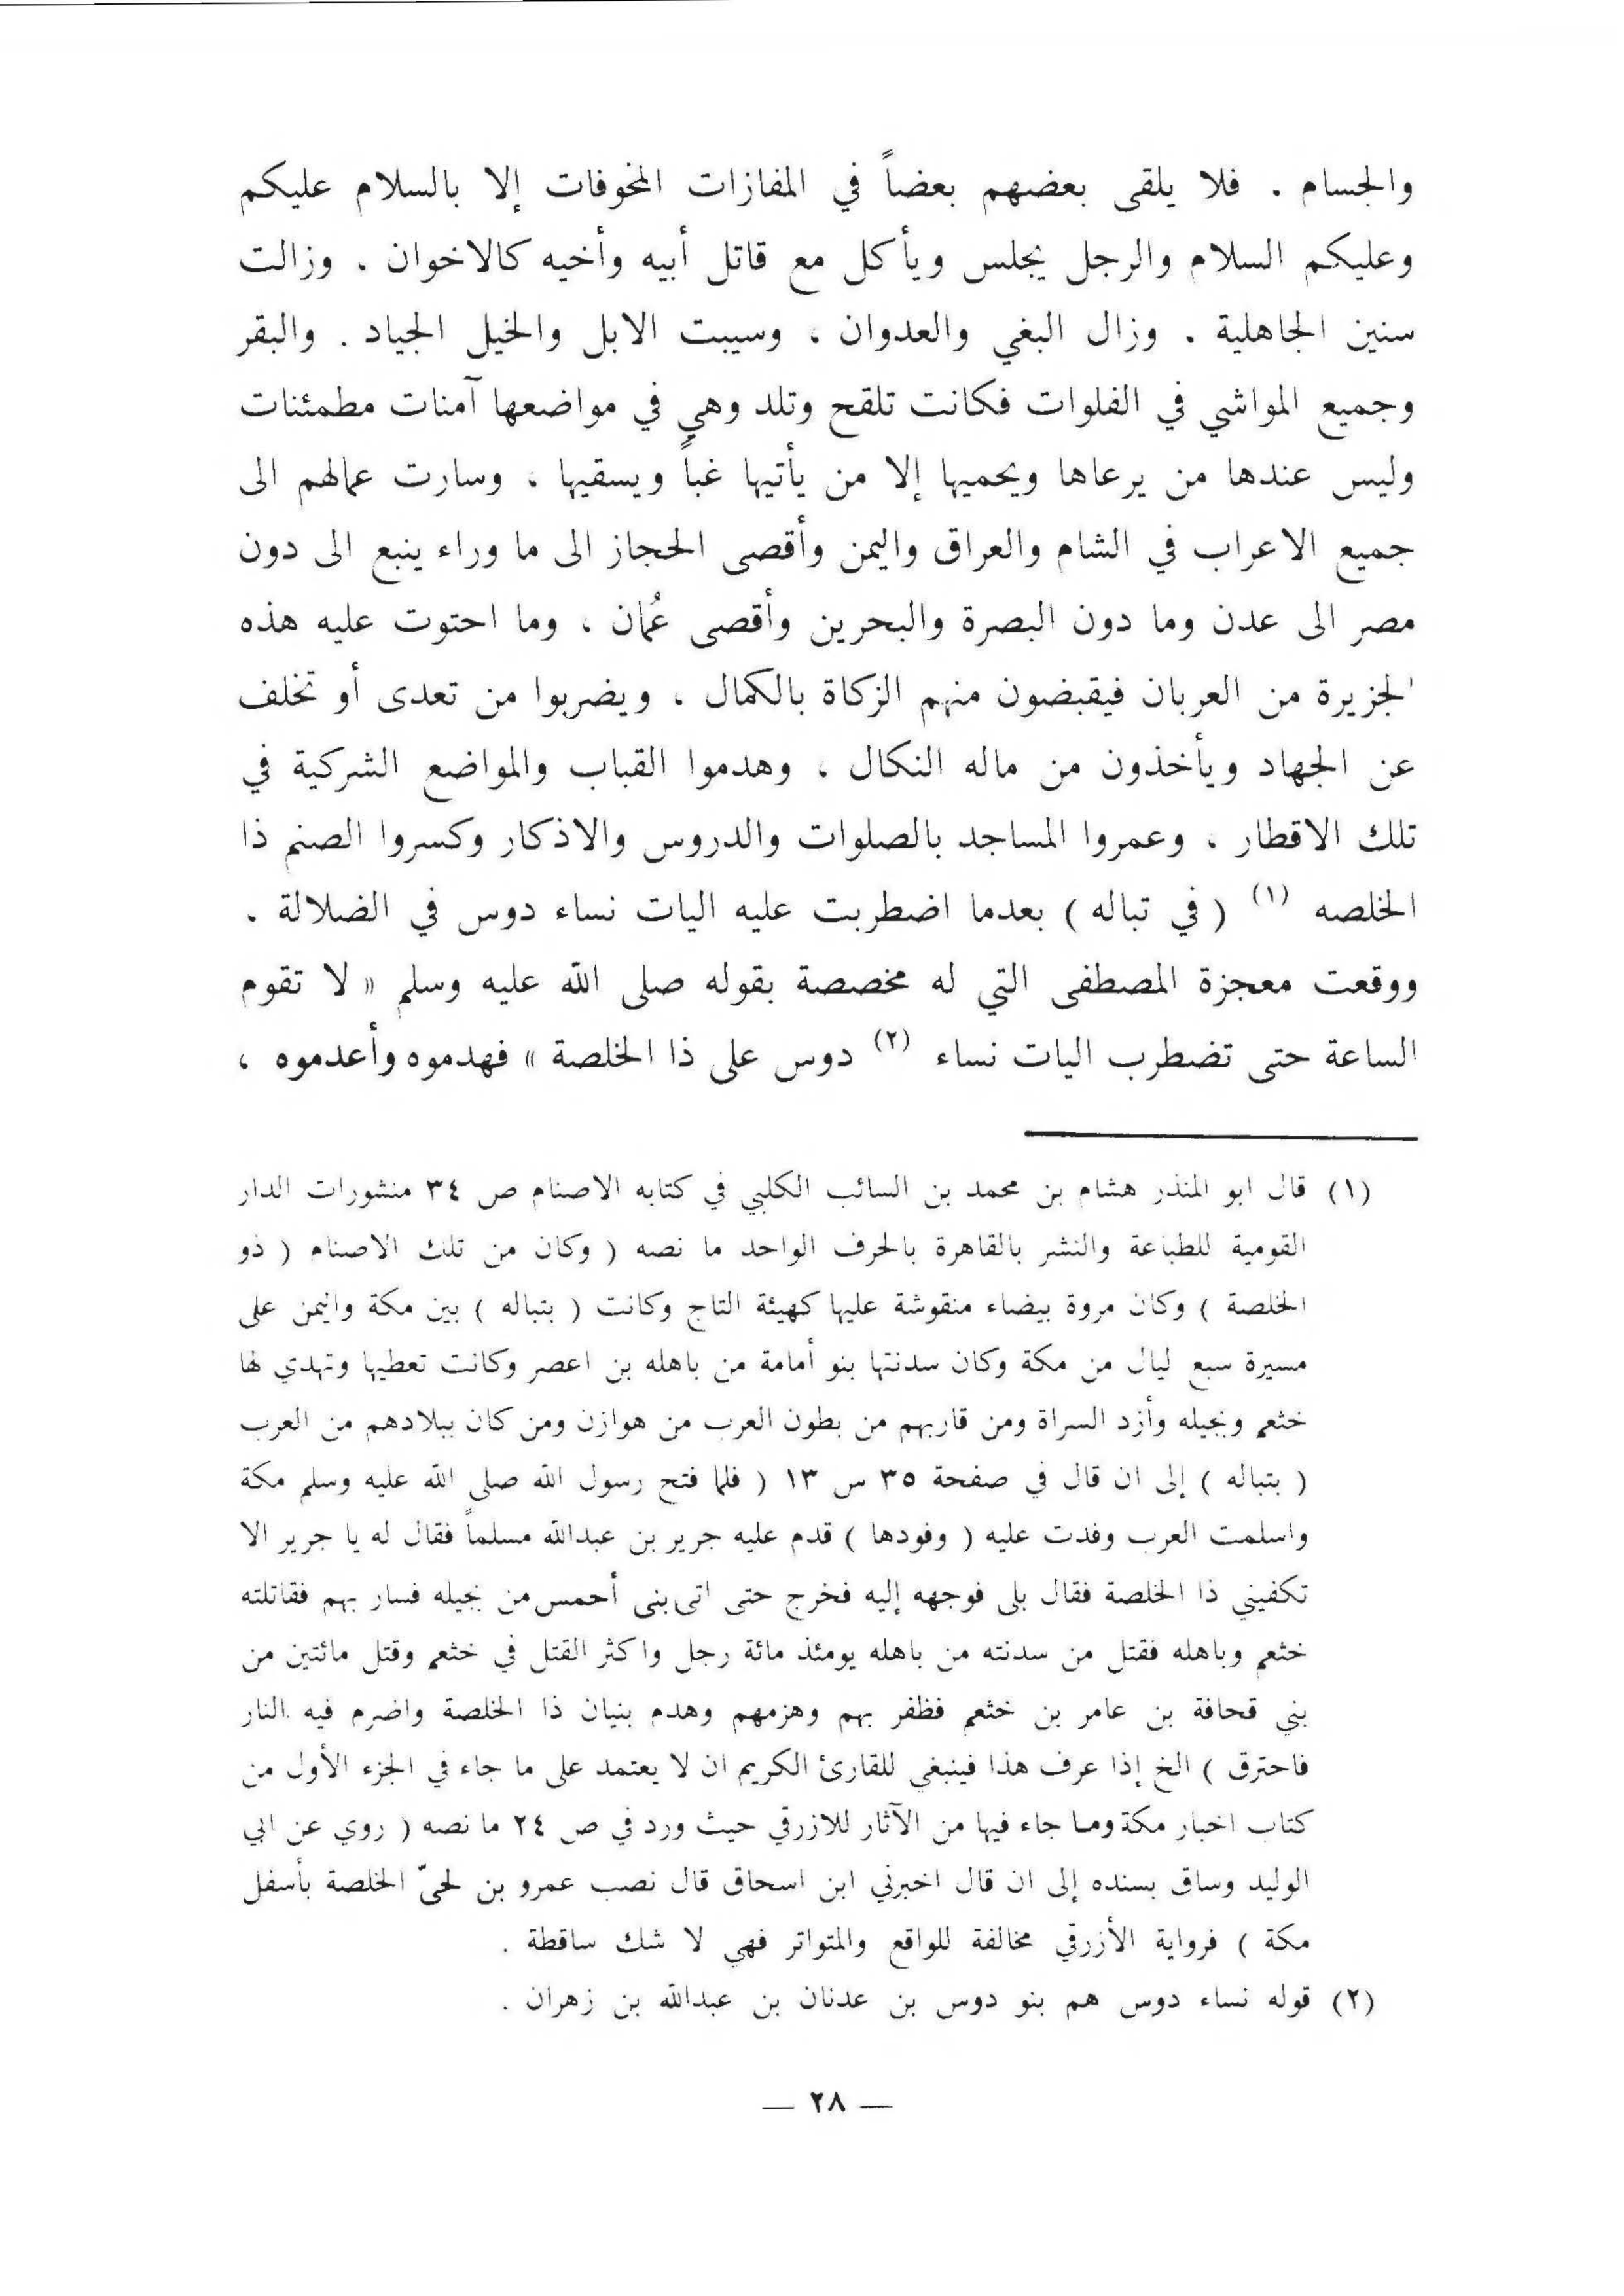 والجسام . فلا يلقى بعضهم بعضاً في المفازات المخوفات إلا بالسلام عليكم
وعليكم السلام والرجل يجلس ويأكل مع قاتل أبيه وأخيه كالاخوان . وزالت
سنين الجاهلية . وزال البغي والعدوان ، وسيبت الابل والخيل الجياد . والبقر
وجميع المواشي في الفلوات فكانت تلقح وتلد وهي في مواضعها آمنات مطمئنات
وليس عندها من يرعاها ويحميها إلا من يأتيها غباً ويسقيها ، وسارت عمالهم الى
جميع الاعراب في الشام والعراق واليمن وأقصى الحجاز الى ما وراء ينبع الى دون
مصر الى عدن وما دون البصرة والبحرين وأقصى عُمان ، وما احتوت عليه هذه
الجزيرة من العربان فيقبضون منهم الزكاة بالكمال . ويضربوا من تعدى أو تخلف
عن الجهاد ويأخذون من ماله النكال ، وهدموا القباب والمواضع الشركية في
تلك الاقطار ، وعمروا المساجد بالصلوات والدروس والاذكار وكسروا الصنم ذا
الخلصه (١) ( في تباله ) بعدما اضطربت عليه اليات نساء دوس في الضلالة .
ووقعت معجزة المصطفى التي له مخصصة بقوله صلى الله عليه وسلم « لا تقوم
الساعة حتى تضطرب اليات نساء (٢) دوس على ذا الخلصة » فهدموه وأعدموه ،
(١) قال ابو المنذر هشام بن محمد بن السائب الكلبي في كتابه الاصنام ص ٣٤ منشورات الدار
القومية للطباعة والنشر بالقاهرة بالحرف الواحد ما نصه ( وكان من تلك الاصنام ( ذو
الخلصة ) وكان مروة بيضاء منقوشة عليها كهيئة التاج وكانت ( بتباله ) بين مكة واليمن على
مسيرة سبع ليال من مكة وكان سدنتها بنو أمامة من باهله بن اعصر وكانت تعطيها وتهدي لها
خثعم وبجيله وأزد السراة ومن قاربهم من بطون العرب من هوازن ومن كان ببلادهم من العرب
( بتباله ) إلى ان قال في صفحة ٣٥ س ١٣ ( فلما فتح رسول الله صلى الله عليه وسلم مكة
واسلمت العرب وفدت عليه ( وفودها ) قدم عليه جرير بن عبدالله مسلماً فقال له يا جرير الا
تكفيني ذا الخلصة فقال بلى فوجهه إليه فخرج حتى اتى بنى أحمس من بجيله فسار بهم فقاتلته
خثعم وباهله فقتل من سدنته من باهله يومئذ مائة رجل واكثر القتل في خثعم وقتل مائتين من
بني قحافة بن عامر بن خثعم فظفر بهم وهزمهم وهدم بنيان ذا الخلصة واضرم فيه النار
فاحترق ) الخ إذا عرف هذا فينبغي للقارئ الكريم ان لا يعتمد على ما جاء في الجزء الأول من
كتاب اخبار مكة وما جاء فيها من الآثار للازرقي حيث ورد في ص ٢٤ ما نصه ( روي عن ابي
الوليد وساق بسنده إلى ان قال اخبرني ابن اسحاق قال نصب عمرو بن لحيّ الخلصة بأسفل
مكة ) فرواية الأزرقي مخالفة للواقع والمتواتر فهي لا شك ساقطة .
(٢) قوله نساء دوس هم بنو دوس بن عدنان بن عبدالله بن زهران .
— ٢٨ —